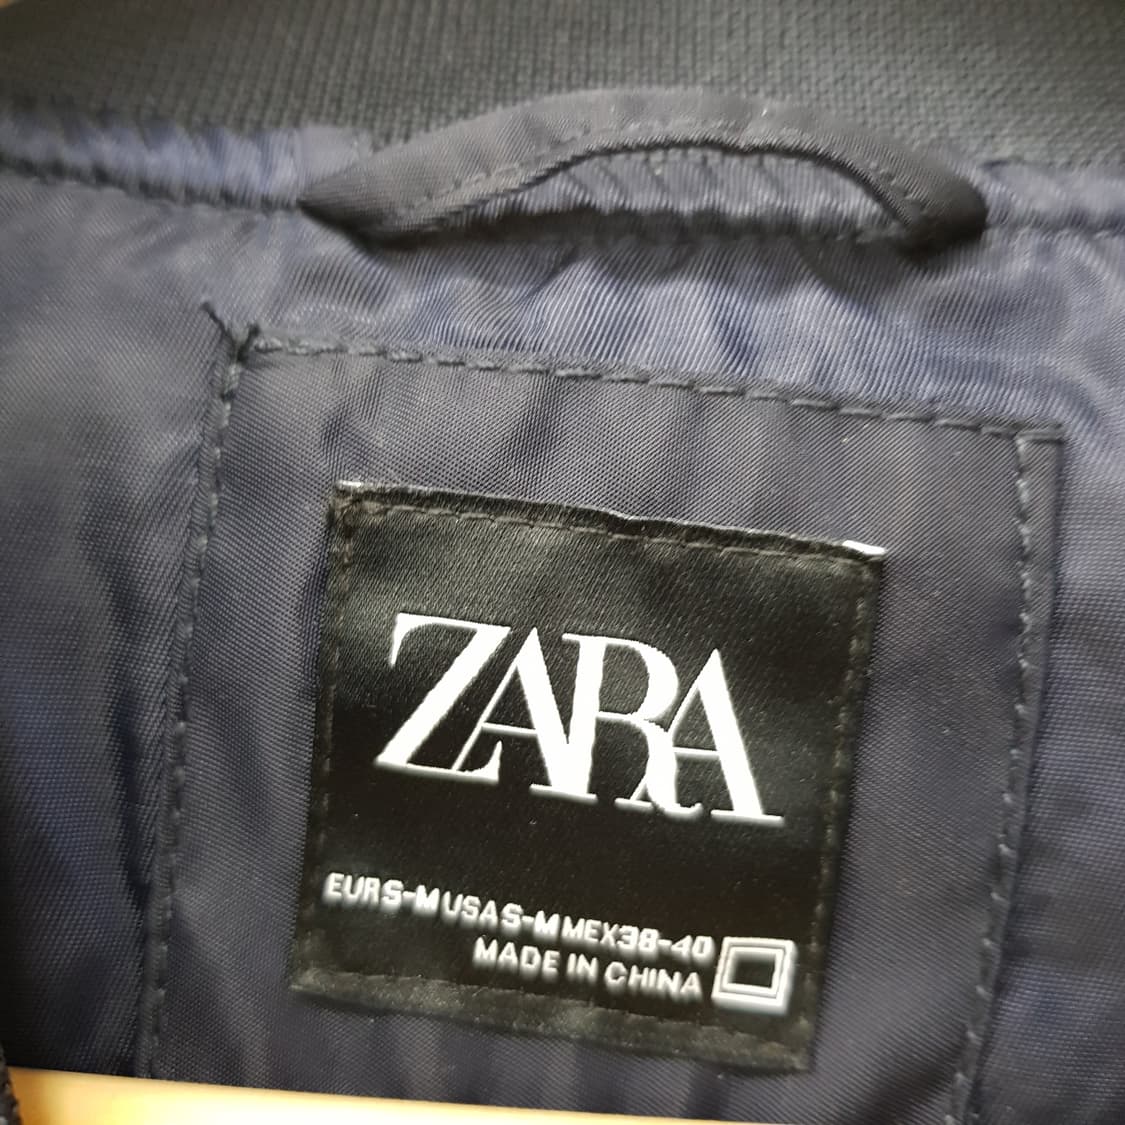 ZARA
EUR S-M USA S-M MEX 38-40
MADE IN CHINA